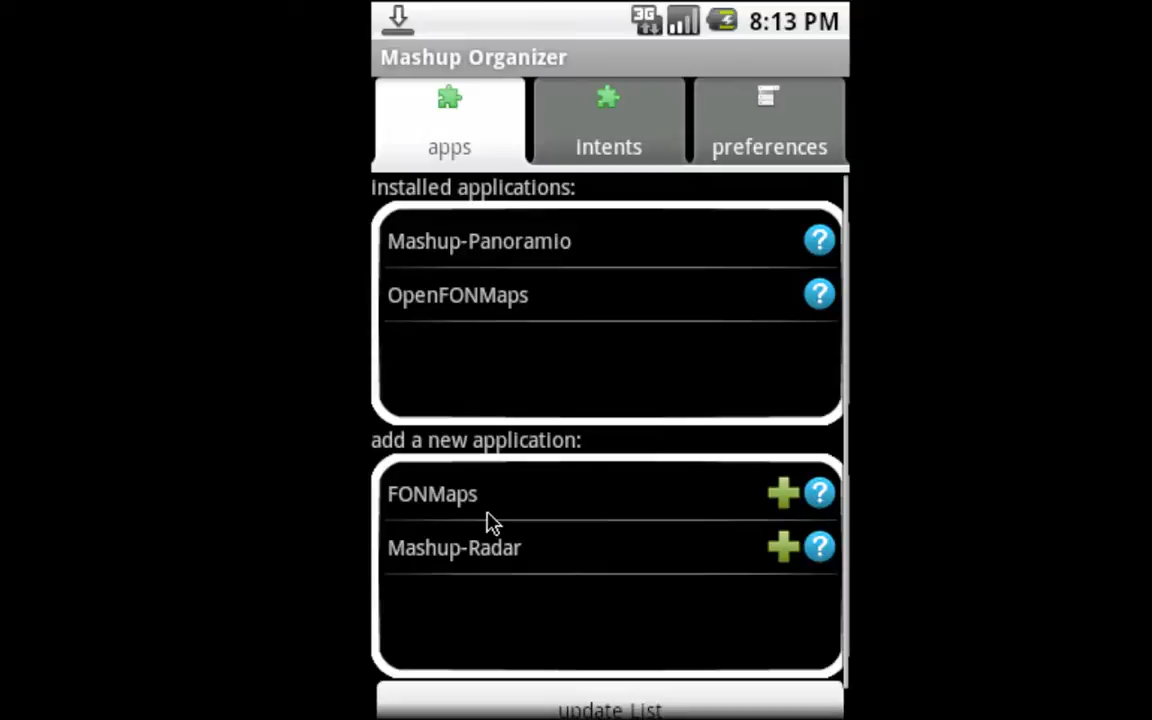 3G 8:13 PM
Mashup Organizer
apps intents preferences
installed applications:
Mashup-Panoramio ?
OpenFONMaps ?
add a new application:
FONMaps ?
Mashup-Radar ?
update List